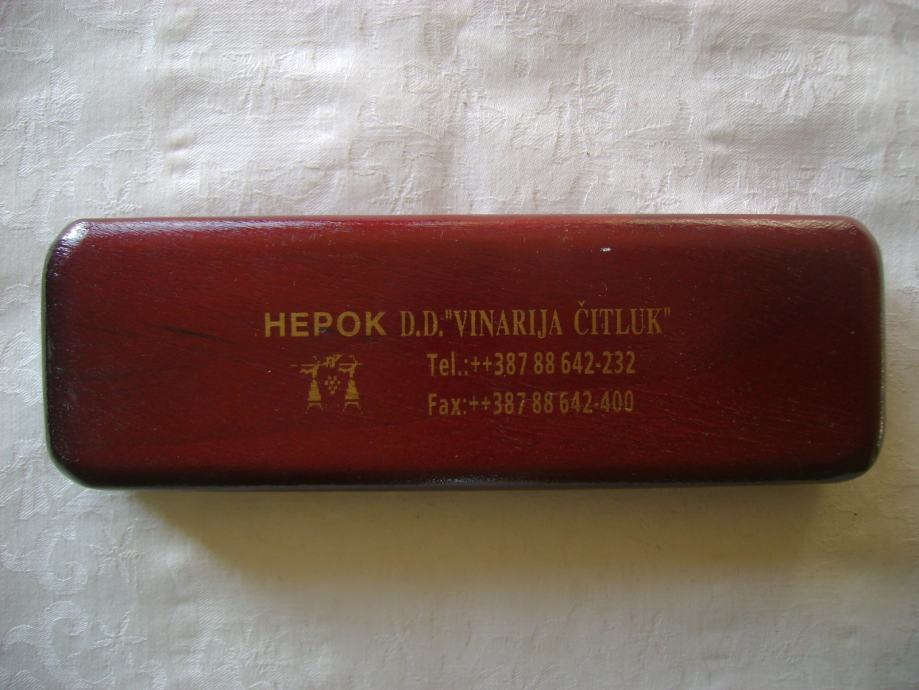 HEPOK D.D."VINARIJA ČITLUK"
Tel.:++387 88 642-232
Fax:++387 88 642-400